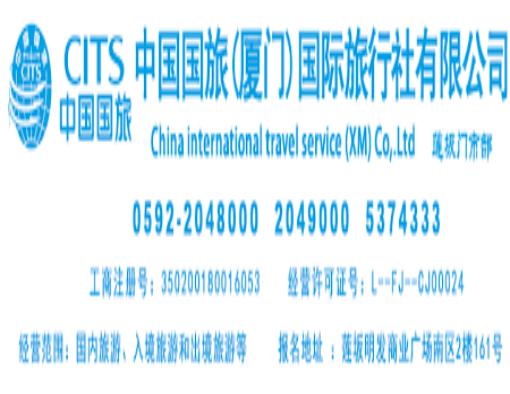 CITS 中国国旅(厦门)国际旅行社有限公司
CITS
中国国旅
China international travel service (XM) Co,.Ltd 莲坂门市部
0592-2048000 2049000 5374333
工商注册号：350200180016053 经营许可证号：L--FJ--CJ00024
经营范围：国内旅游、入境旅游和出境旅游等 报名地址 ：莲坂明发商业广场南区2楼161号